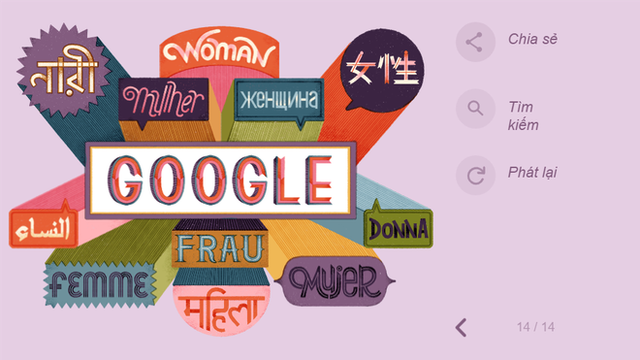 WOMAN
নারী
女性
Mulher
Женщина
GOOGLE
النساء
FRAU
DONNA
FEMME
MUJER
महिला
Chia sẻ
Tìm
kiếm
Phát lại
14 / 14